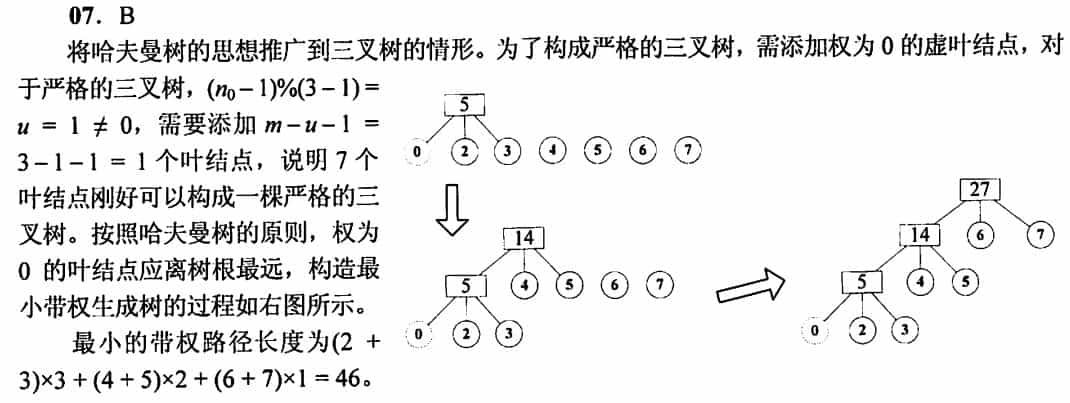 07. B
将哈夫曼树的思想推广到三叉树的情形。为了构成严格的三叉树，需添加权为 0 的虚叶结点，对
于严格的三叉树，(n₀ – 1)%(3 – 1) =
u = 1 ≠ 0，需要添加 m – u – 1 =
3 – 1 – 1 = 1 个叶结点，说明 7 个
叶结点刚好可以构成一棵严格的三
叉树。按照哈夫曼树的原则，权为
0 的叶结点应离树根最远，构造最
小带权生成树的过程如右图所示。
最小的带权路径长度为(2 +
3)×3 + (4 + 5)×2 + (6 + 7)×1 = 46。
5
0 2 3 4 5 6 7
14
5 4 5 6 7
0 2 3
27
14 6 7
5 4 5
0 2 3